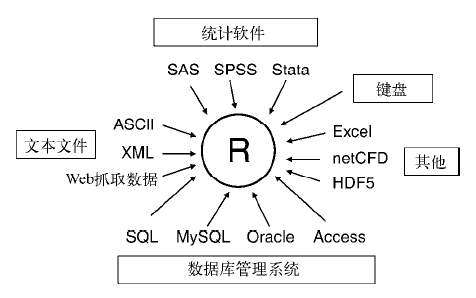 统计软件
SAS SPSS Stata
键盘
ASCII
文本文件
XML
Web抓取数据
R
Excel
netCFD
其他
HDF5
SQL MySQL Oracle Access
数据库管理系统